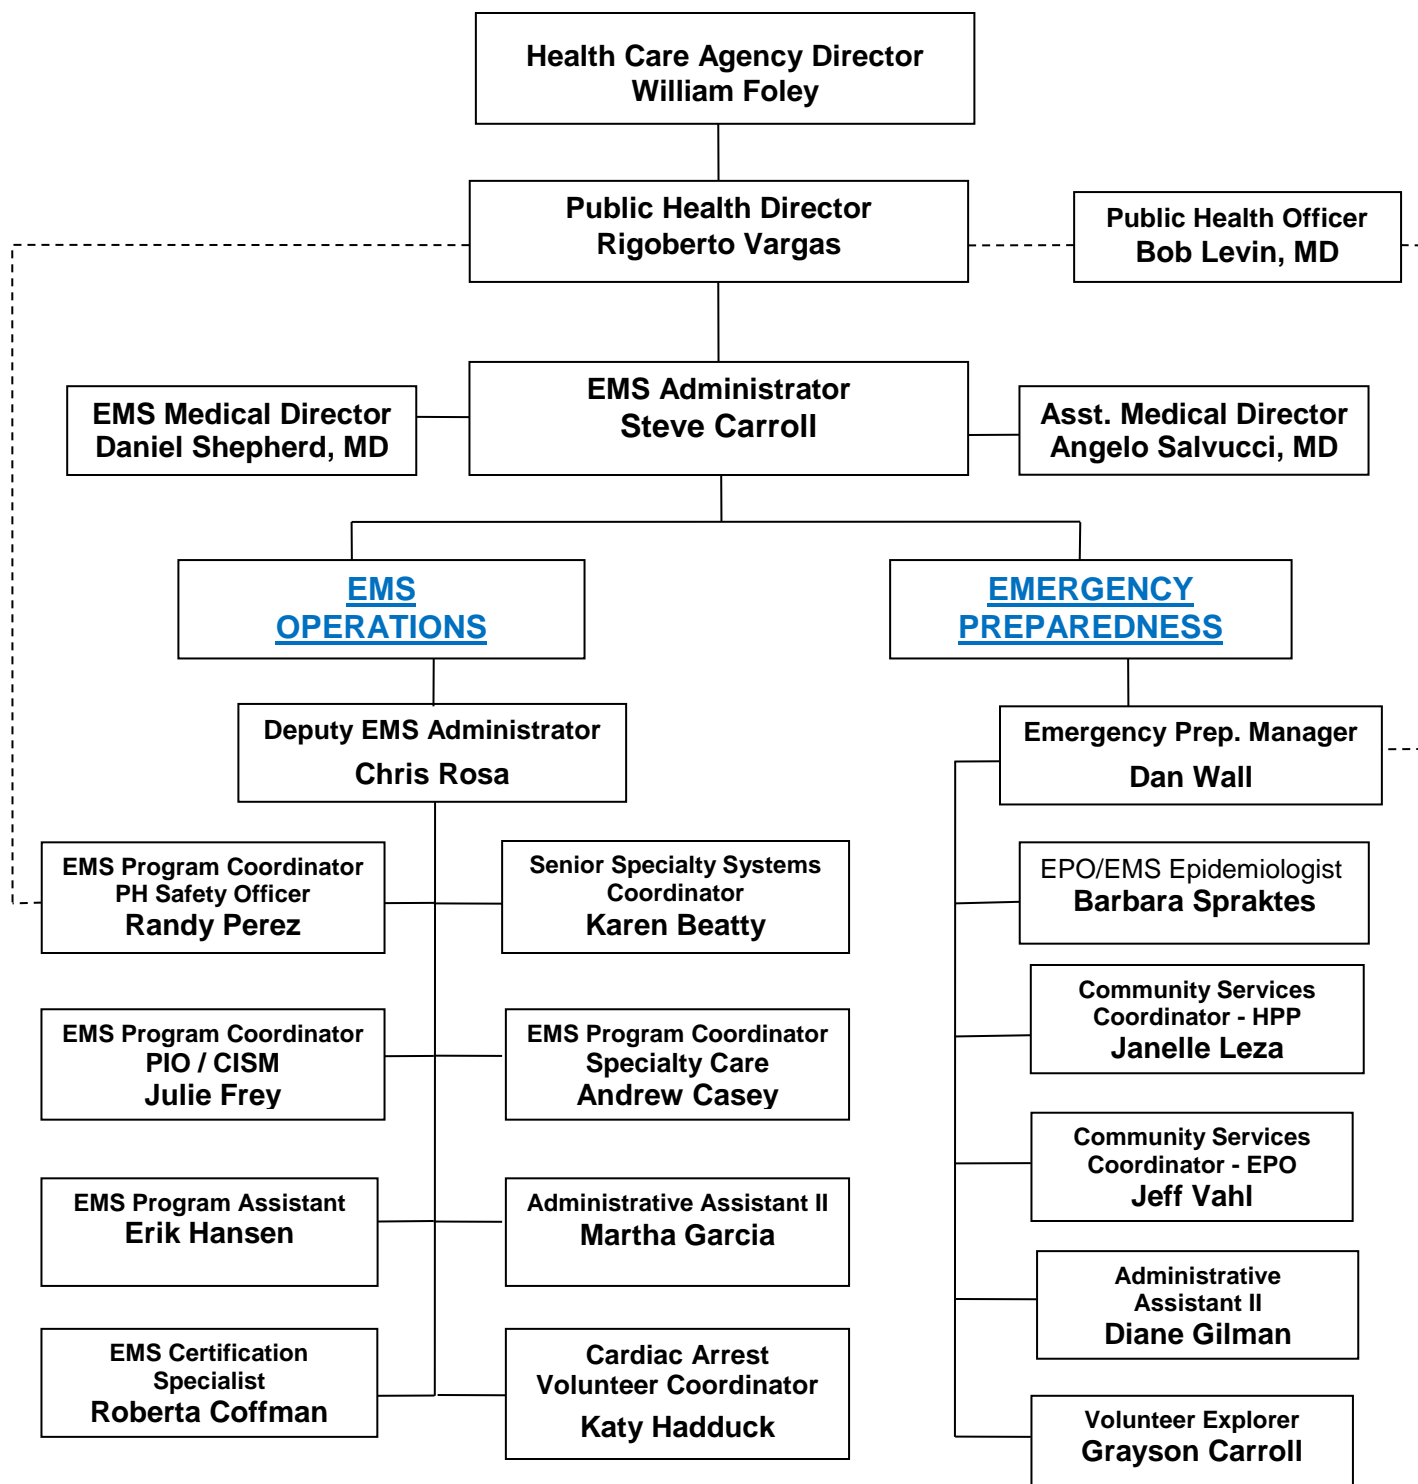 Health Care Agency Director
William Foley
Public Health Director
Rigoberto Vargas
Public Health Officer
Bob Levin, MD
EMS Administrator
Steve Carroll
EMS Medical Director
Daniel Shepherd, MD
Asst. Medical Director
Angelo Salvucci, MD
EMS
OPERATIONS
EMERGENCY
PREPAREDNESS
Deputy EMS Administrator
Chris Rosa
Emergency Prep. Manager
Dan Wall
EMS Program Coordinator
PH Safety Officer
Randy Perez
Senior Specialty Systems
Coordinator
Karen Beatty
EPO/EMS Epidemiologist
Barbara Spraktes
EMS Program Coordinator
PIO / CISM
Julie Frey
EMS Program Coordinator
Specialty Care
Andrew Casey
Community Services
Coordinator - HPP
Janelle Leza
Community Services
Coordinator - EPO
Jeff Vahl
EMS Program Assistant
Erik Hansen
Administrative Assistant II
Martha Garcia
Administrative
Assistant II
Diane Gilman
EMS Certification
Specialist
Roberta Coffman
Cardiac Arrest
Volunteer Coordinator
Katy Hadduck
Volunteer Explorer
Grayson Carroll